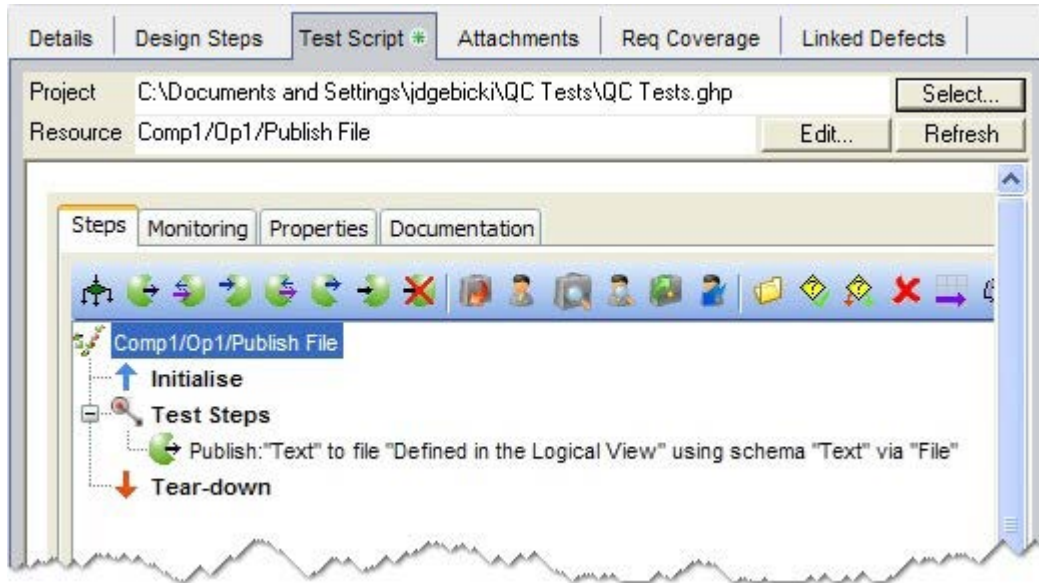 Details Design Steps Test Script Attachments Req Coverage Linked Defects
Project C:\Documents and Settings\jdgebicki\QC Tests\QC Tests.ghp Select...
Resource Comp1/Op1/Publish File Edit... Refresh
Steps Monitoring Properties Documentation
Comp1/Op1/Publish File
Initialise
Test Steps
Publish:"Text" to file "Defined in the Logical View" using schema "Text" via "File"
Tear-down